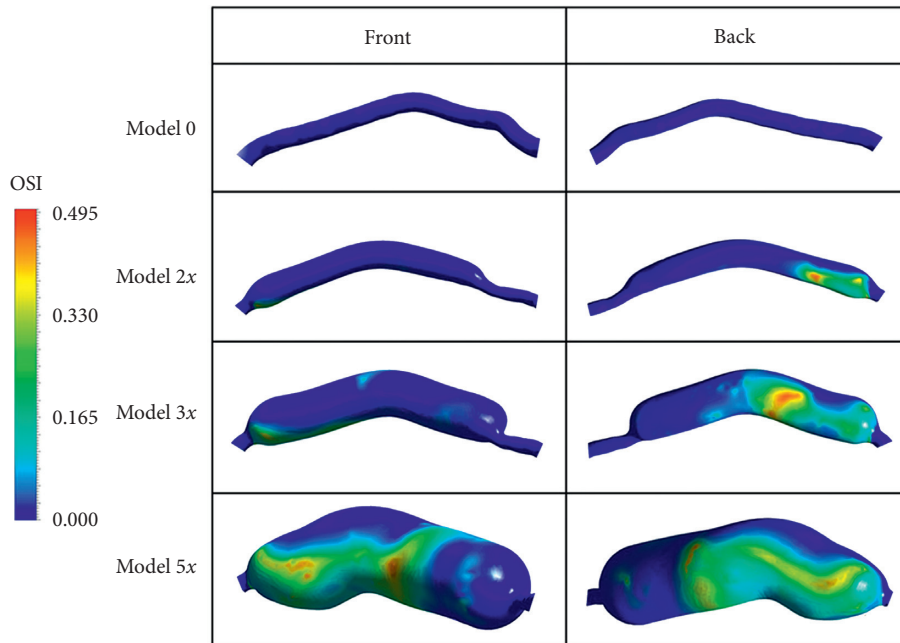 Front
Back
Model 0
OSI
0.495
Model 2x
0.330
Model 3x
0.165
0.000
Model 5x